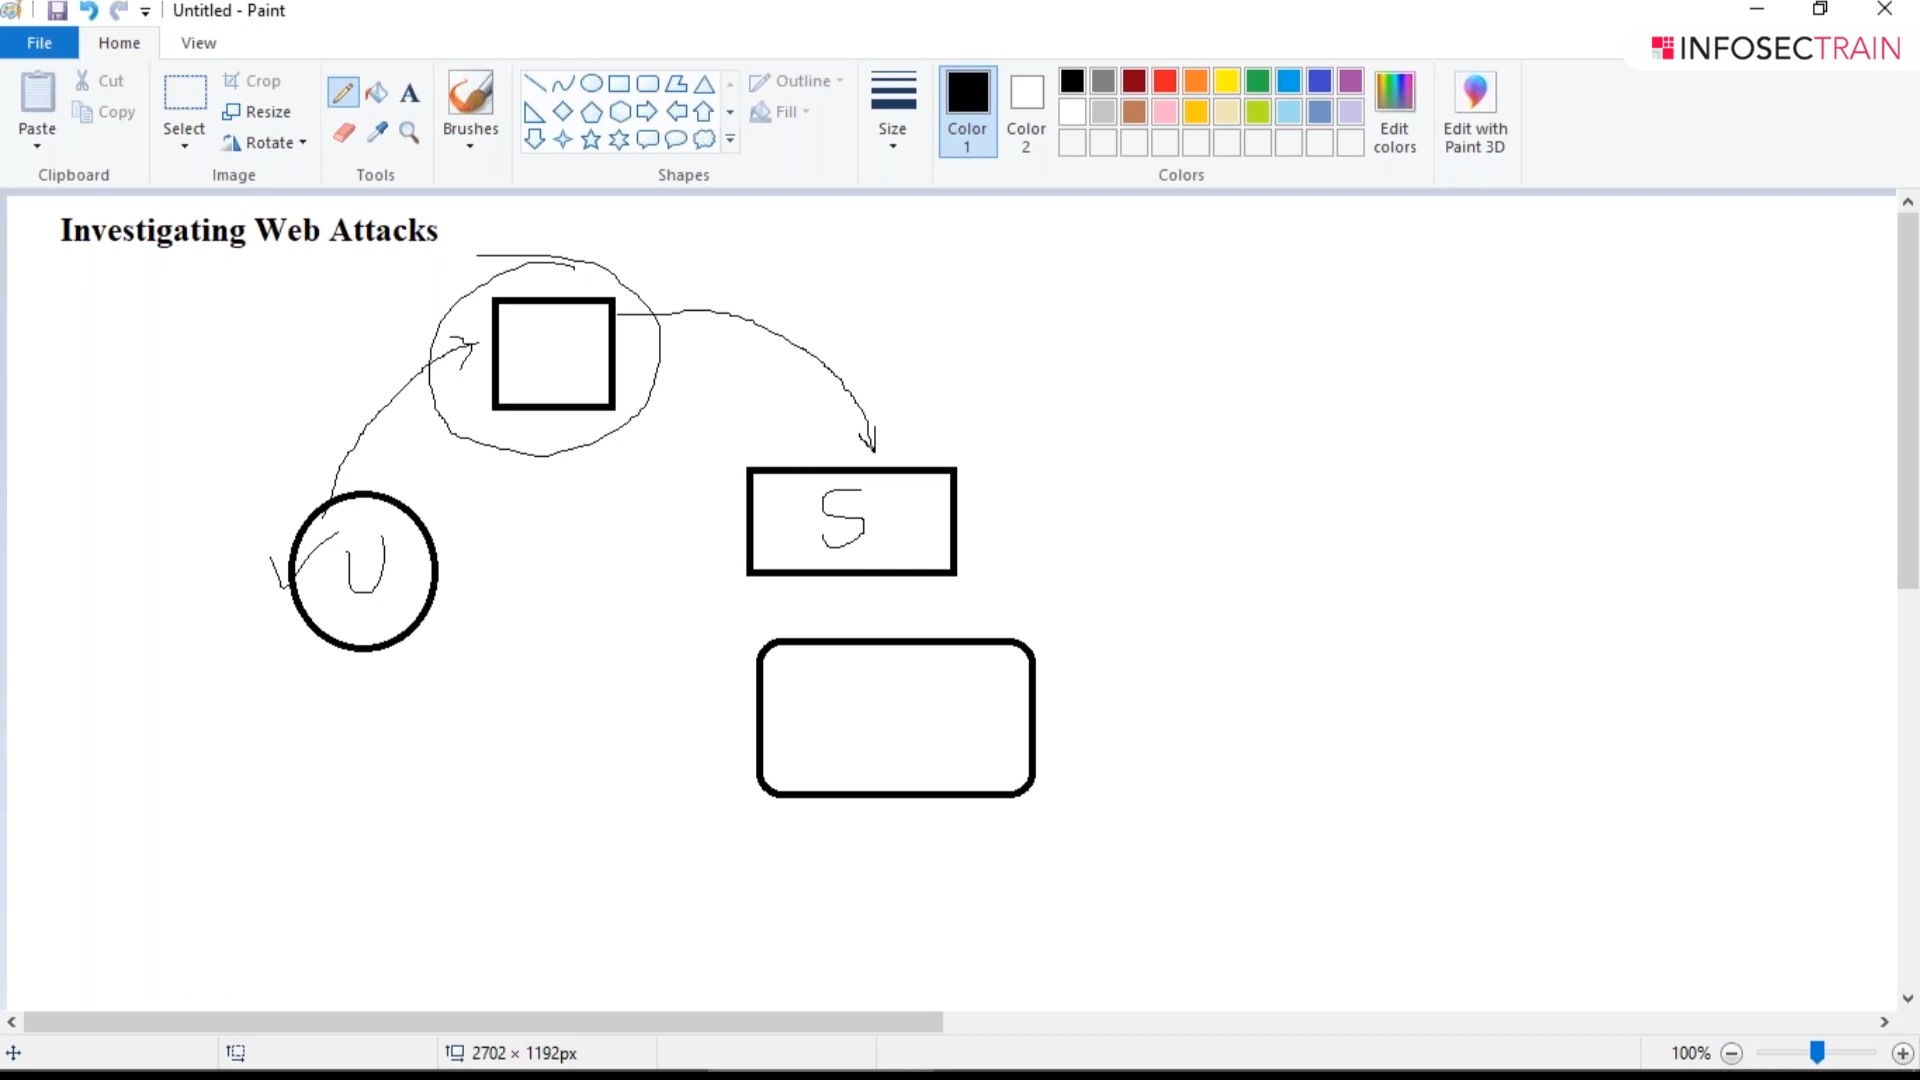 Untitled - Paint
File Home View
INFOSECTRAIN
Paste
Cut
Copy
Clipboard
Select
Crop
Resize
Rotate
Image
A
Tools
Brushes
Shapes
Outline
Fill
Size
Color 1
Color 2
Edit colors
Colors
Edit with Paint 3D
Investigating Web Attacks
S
U
2702 × 1192px
100%